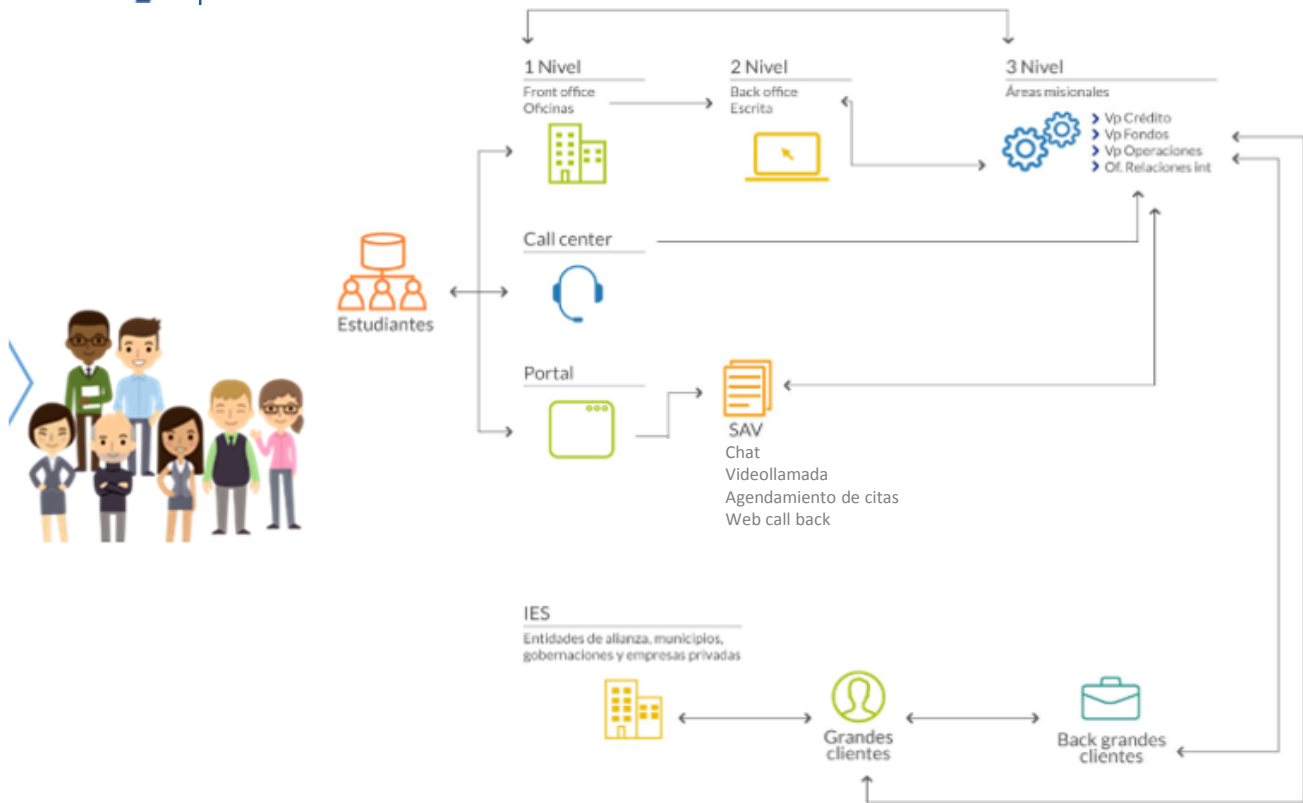 1 Nivel
Front office
Oficinas
2 Nivel
Back office
Escrita
3 Nivel
Áreas misionales
Vp Crédito
Vp Fondos
Vp Operaciones
Of. Relaciones int
Call center
Estudiantes
Portal
SAV
Chat
Videollamada
Agendamiento de citas
Web call back
IES
Entidades de alianza, municipios,
gobernaciones y empresas privadas
Grandes
clientes
Back grandes
clientes